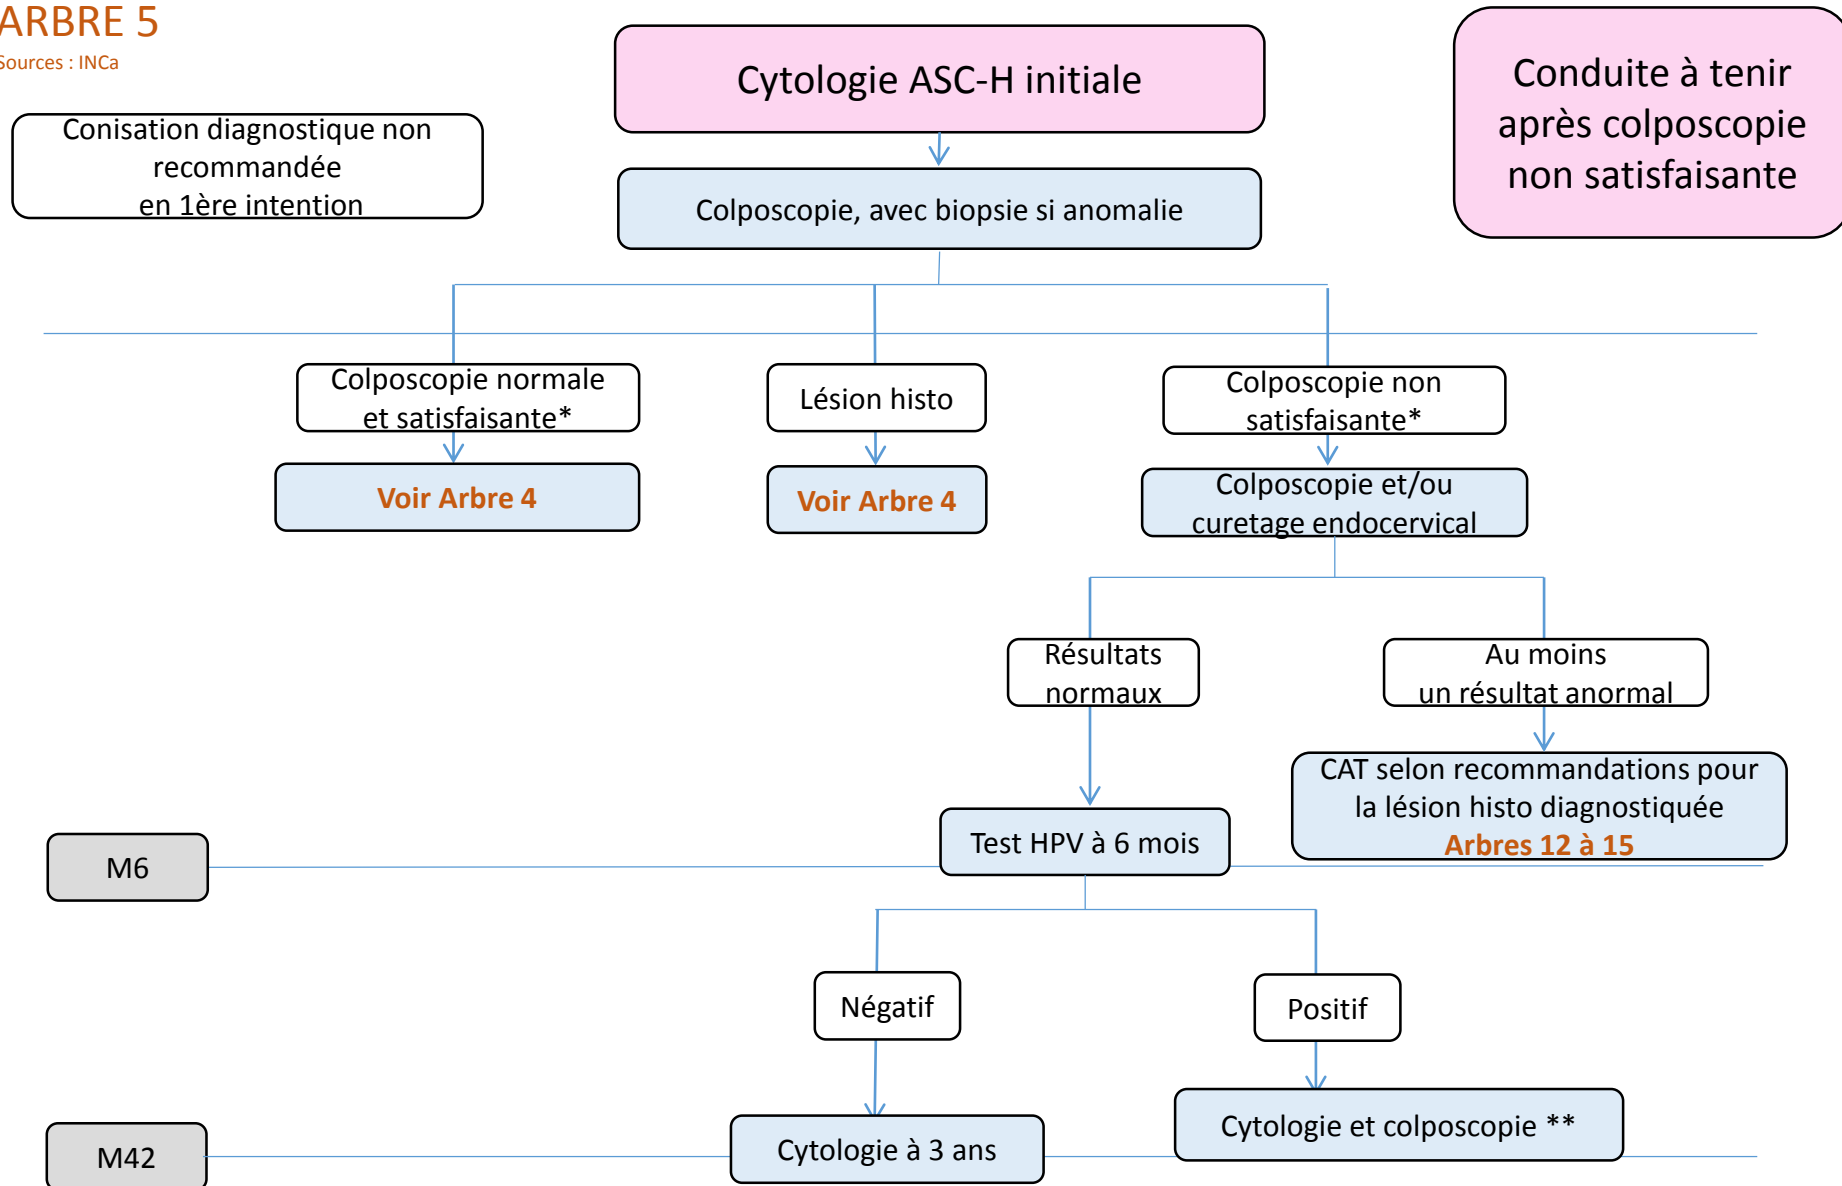 ARBRE 5
Sources : INCa
Cytologie ASC-H initiale
Conduite à tenir
après colposcopie
non satisfaisante
Conisation diagnostique non
recommandée
en 1ère intention
Colposcopie, avec biopsie si anomalie
Colposcopie normale
et satisfaisante*
Lésion histo
Colposcopie non
satisfaisante*
Voir Arbre 4
Voir Arbre 4
Colposcopie et/ou
curetage endocervical
Résultats
normaux
Au moins
un résultat anormal
CAT selon recommandations pour
la lésion histo diagnostiquée
Arbres 12 à 15
M6
Test HPV à 6 mois
Négatif
Positif
Cytologie et colposcopie **
M42
Cytologie à 3 ans